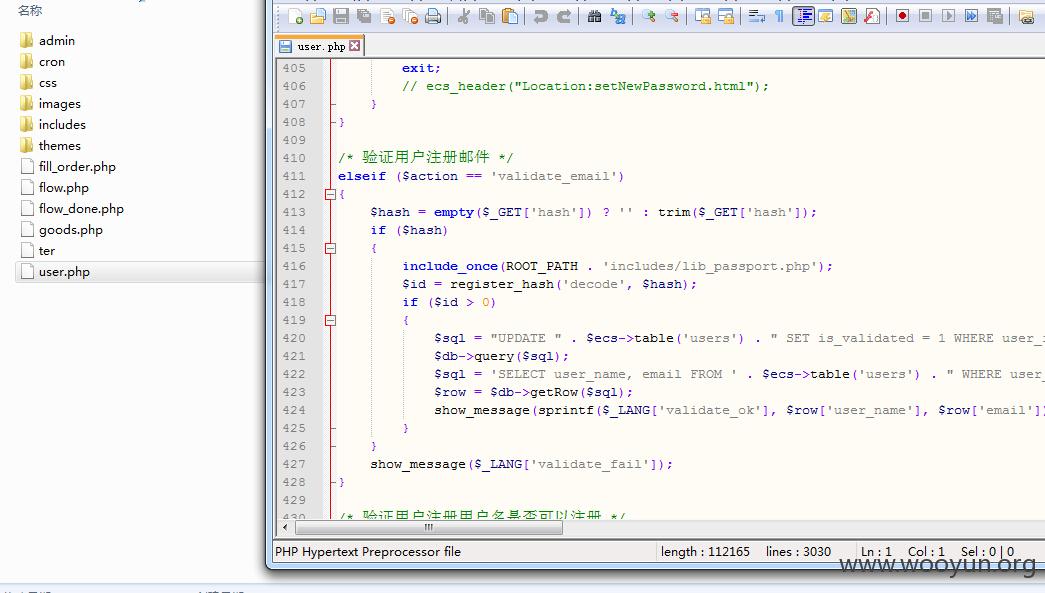 名称
admin
cron
css
images
includes
themes
fill_order.php
flow.php
flow_done.php
goods.php
ter
user.php
user.php
405 exit;
406 // ecs_header("Location:setNewPassword.html");
407 }
408 }
409
410 /* 验证用户注册邮件 */
411 elseif ($action == 'validate_email')
412 {
413 $hash = empty($_GET['hash']) ? '' : trim($_GET['hash']);
414 if ($hash)
415 {
416 include_once(ROOT_PATH . 'includes/lib_passport.php');
417 $id = register_hash('decode', $hash);
418 if ($id > 0)
419 {
420 $sql = "UPDATE " . $ecs->table('users') . " SET is_validated = 1 WHERE user_
421 $db->query($sql);
422 $sql = 'SELECT user_name, email FROM ' . $ecs->table('users') . " WHERE user_
423 $row = $db->getRow($sql);
424 show_message(sprintf($_LANG['validate_ok'], $row['user_name'], $row['email'])
425 }
426 }
427 show_message($_LANG['validate_fail']);
428 }
429
430 /* 验证用户注册用户名是否可以注册 */
PHP Hypertext Preprocessor file length : 112165 lines : 3030 Ln : 1 Col : 1 Sel : 0 | 0
www.wooyun.org